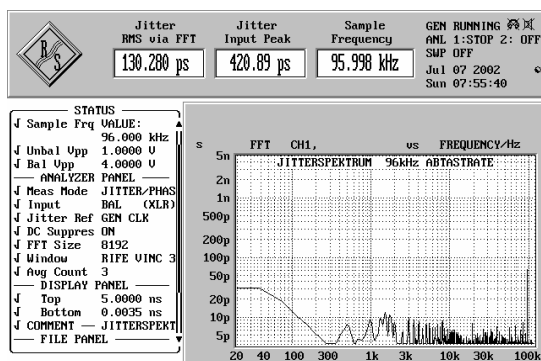 Jitter
RMS via FFT
130.280 ps
Jitter
Input Peak
420.89 ps
Sample
Frequency
95.998 kHz
GEN RUNNING
ANL 1:STOP 2: OFF
SWP OFF
Jul 07 2002
Sun 07:55:40
R
S
STATUS
Sample Frq VALUE:
96.000 kHz
Unbal Vpp 1.0000 V
Bal Vpp 4.0000 V
ANALYZER PANEL
Meas Mode JITTER/PHAS
Input BAL (XLR)
Jitter Ref GEN CLK
DC Suppres ON
FFT Size 8192
Window RIFE VINC 3
Avg Count 3
DISPLAY PANEL
Top 5.0000 ns
Bottom 0.0035 ns
COMMENT — JITTERSPEKT
FILE PANEL
s FFT CH1, vs FREQUENCY/Hz
JITTERSPEKTRUM 96kHz ABTASTRATE
5n
2n
1n
500p
200p
100p
50p
20p
10p
5p
20 40 100 300 1k 3k 10k 30k 100k